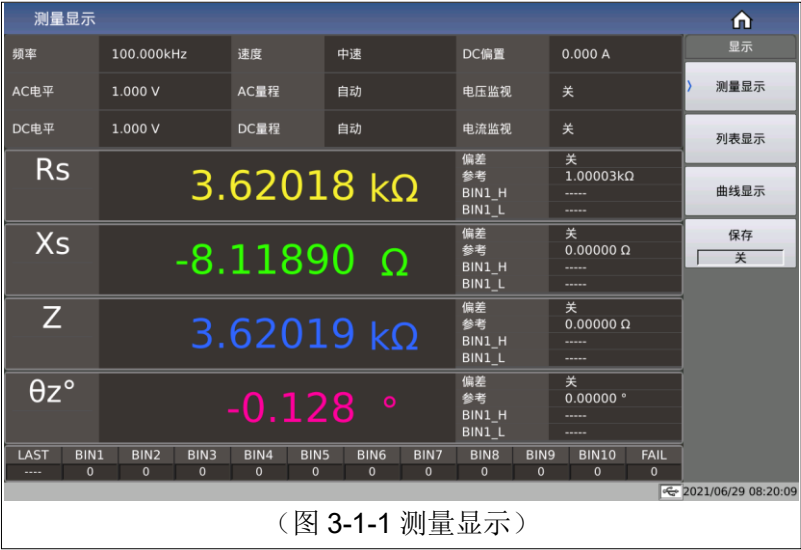 测量显示
频率 100.000kHz 速度 中速 DC偏置 0.000 A
AC电平 1.000 V AC量程 自动 电压监视 关
DC电平 1.000 V DC量程 自动 电流监视 关
Rs 3.62018 kΩ
偏差 关
参考 1.00003kΩ
BIN1_H -----
BIN1_L -----
Xs -8.11890 Ω
偏差 关
参考 0.00000 Ω
BIN1_H -----
BIN1_L -----
Z 3.62019 kΩ
偏差 关
参考 0.00000 Ω
BIN1_H -----
BIN1_L -----
θz° -0.128 °
偏差 关
参考 0.00000 °
BIN1_H -----
BIN1_L -----
LAST BIN1 BIN2 BIN3 BIN4 BIN5 BIN6 BIN7 BIN8 BIN9 BIN10 FAIL
---- 0 0 0 0 0 0 0 0 0 0 0
显示
测量显示
列表显示
曲线显示
保存
关
2021/06/29 08:20:09
（图 3-1-1 测量显示）